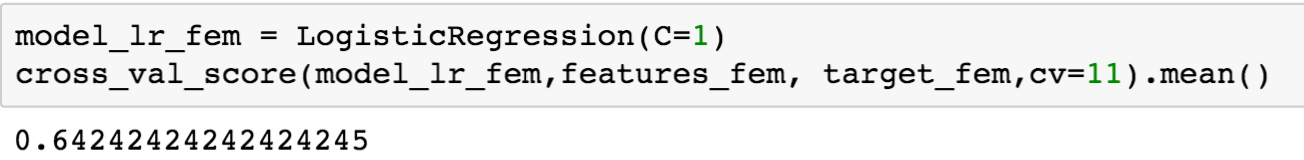 model_lr_fem = LogisticRegression(C=1)
cross_val_score(model_lr_fem,features_fem, target_fem,cv=11).mean()
0.6424242424242424245